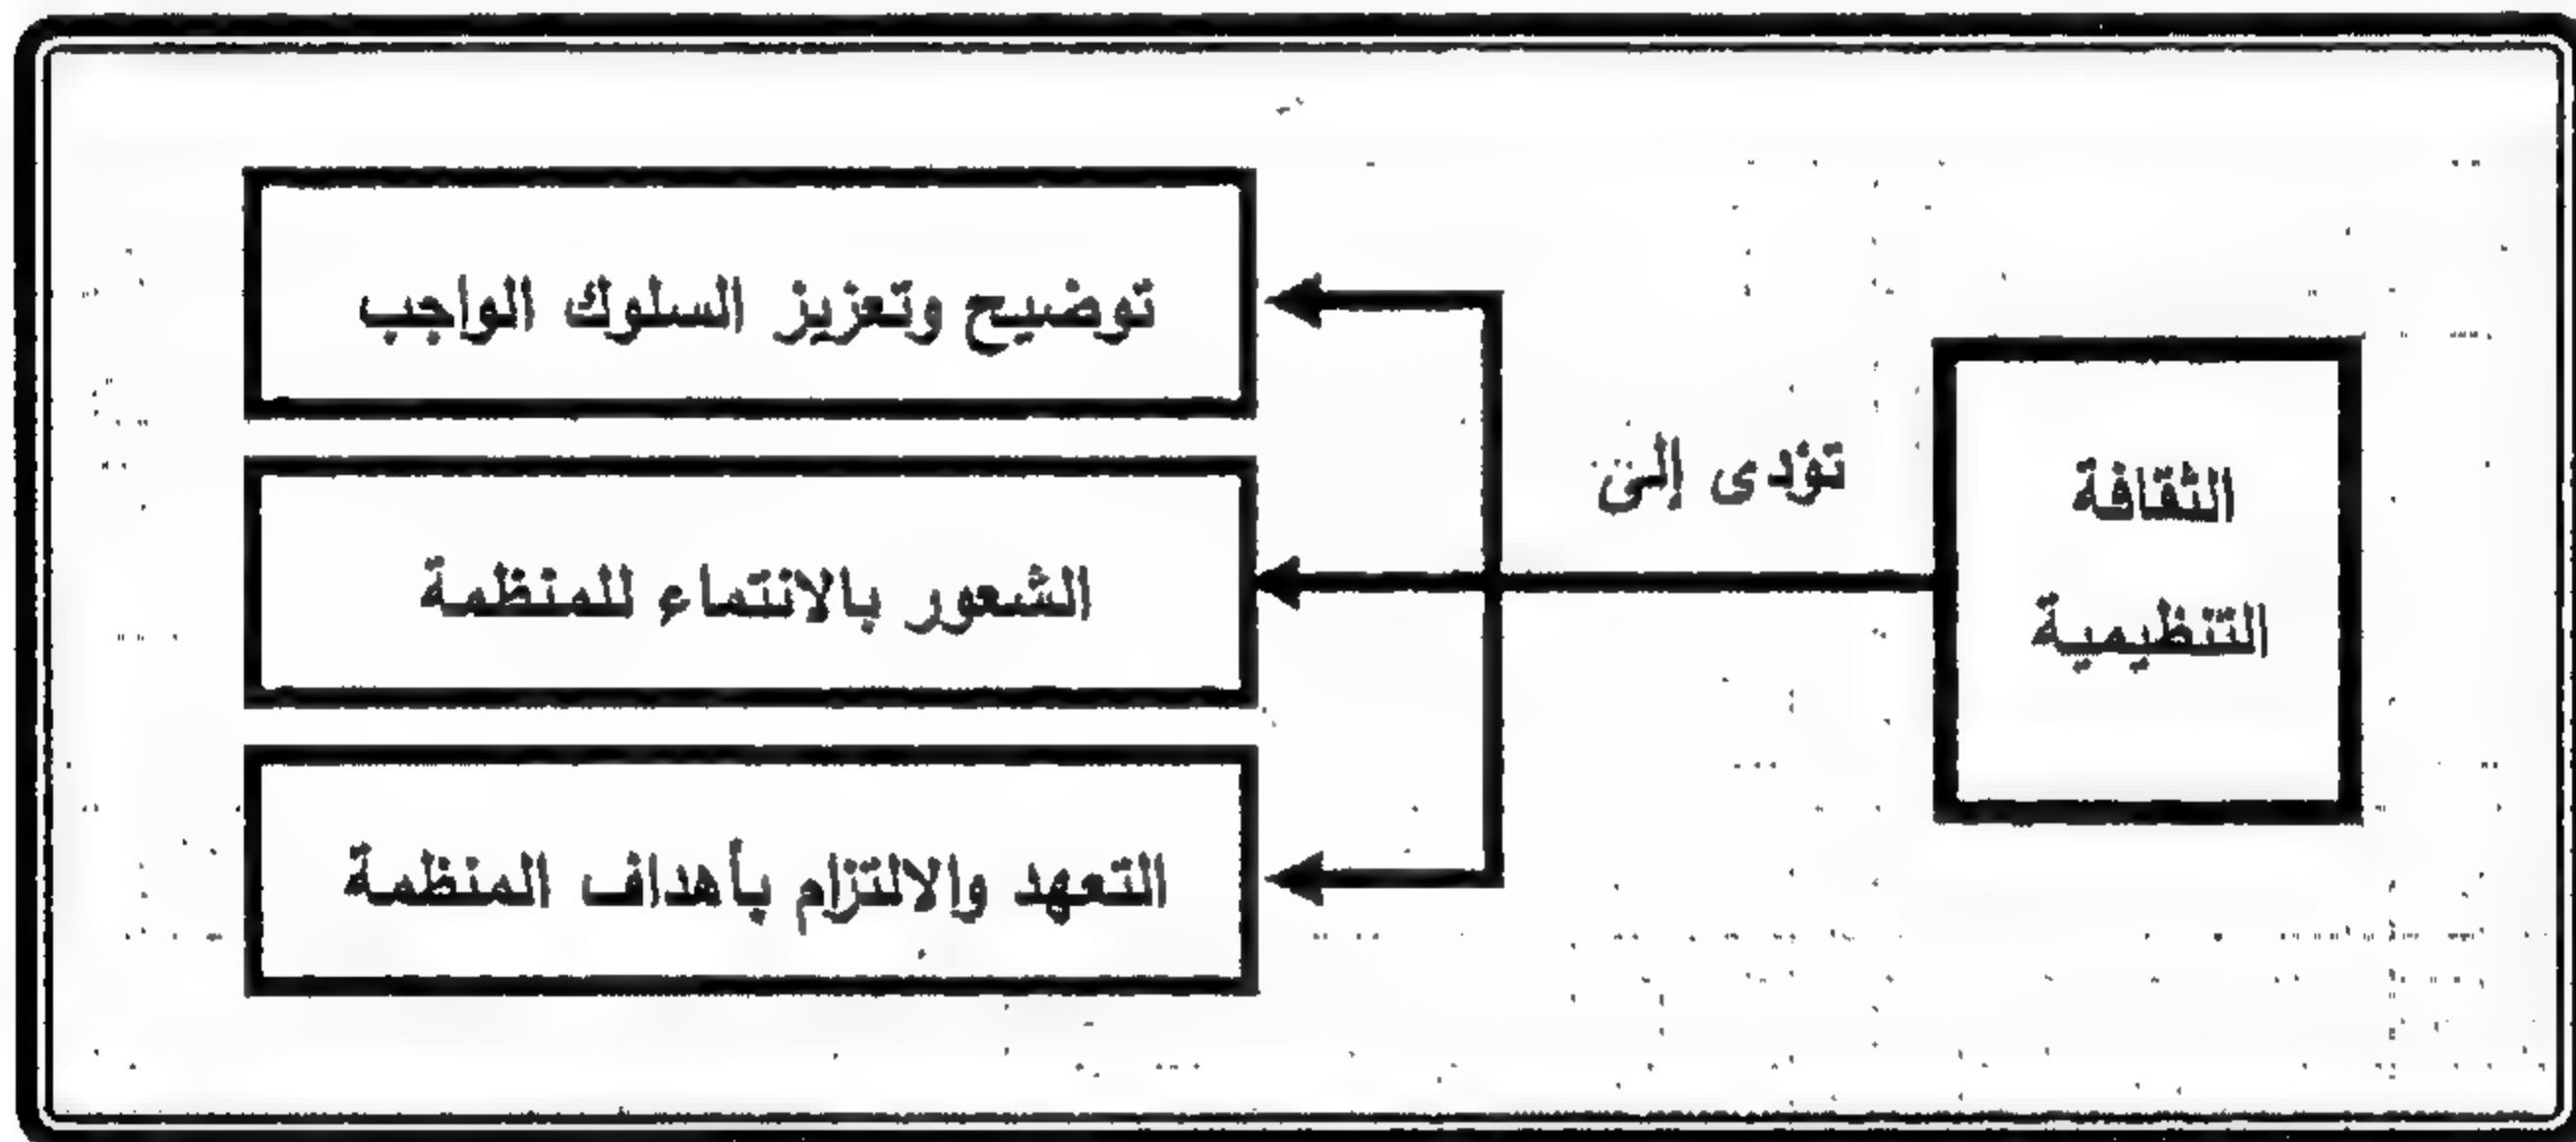 الثقافة
التنظيمية
تؤدى إلى
توضيح وتعزيز السلوك الواجب
الشعور بالانتماء للمنظمة
التعهد والالتزام بأهداف المنظمة